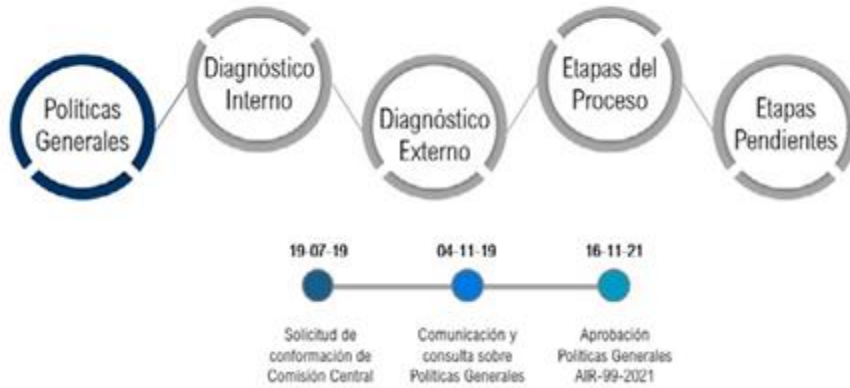 Políticas
Generales
Diagnóstico
Interno
Diagnóstico
Externo
Etapas del
Proceso
Etapas
Pendientes
19-07-19
04-11-19
16-11-21
Solicitud de
conformación de
Comisión Central
Comunicación y
consulta sobre
Políticas Generales
Aprobación
Políticas Generales
AIR-99-2021